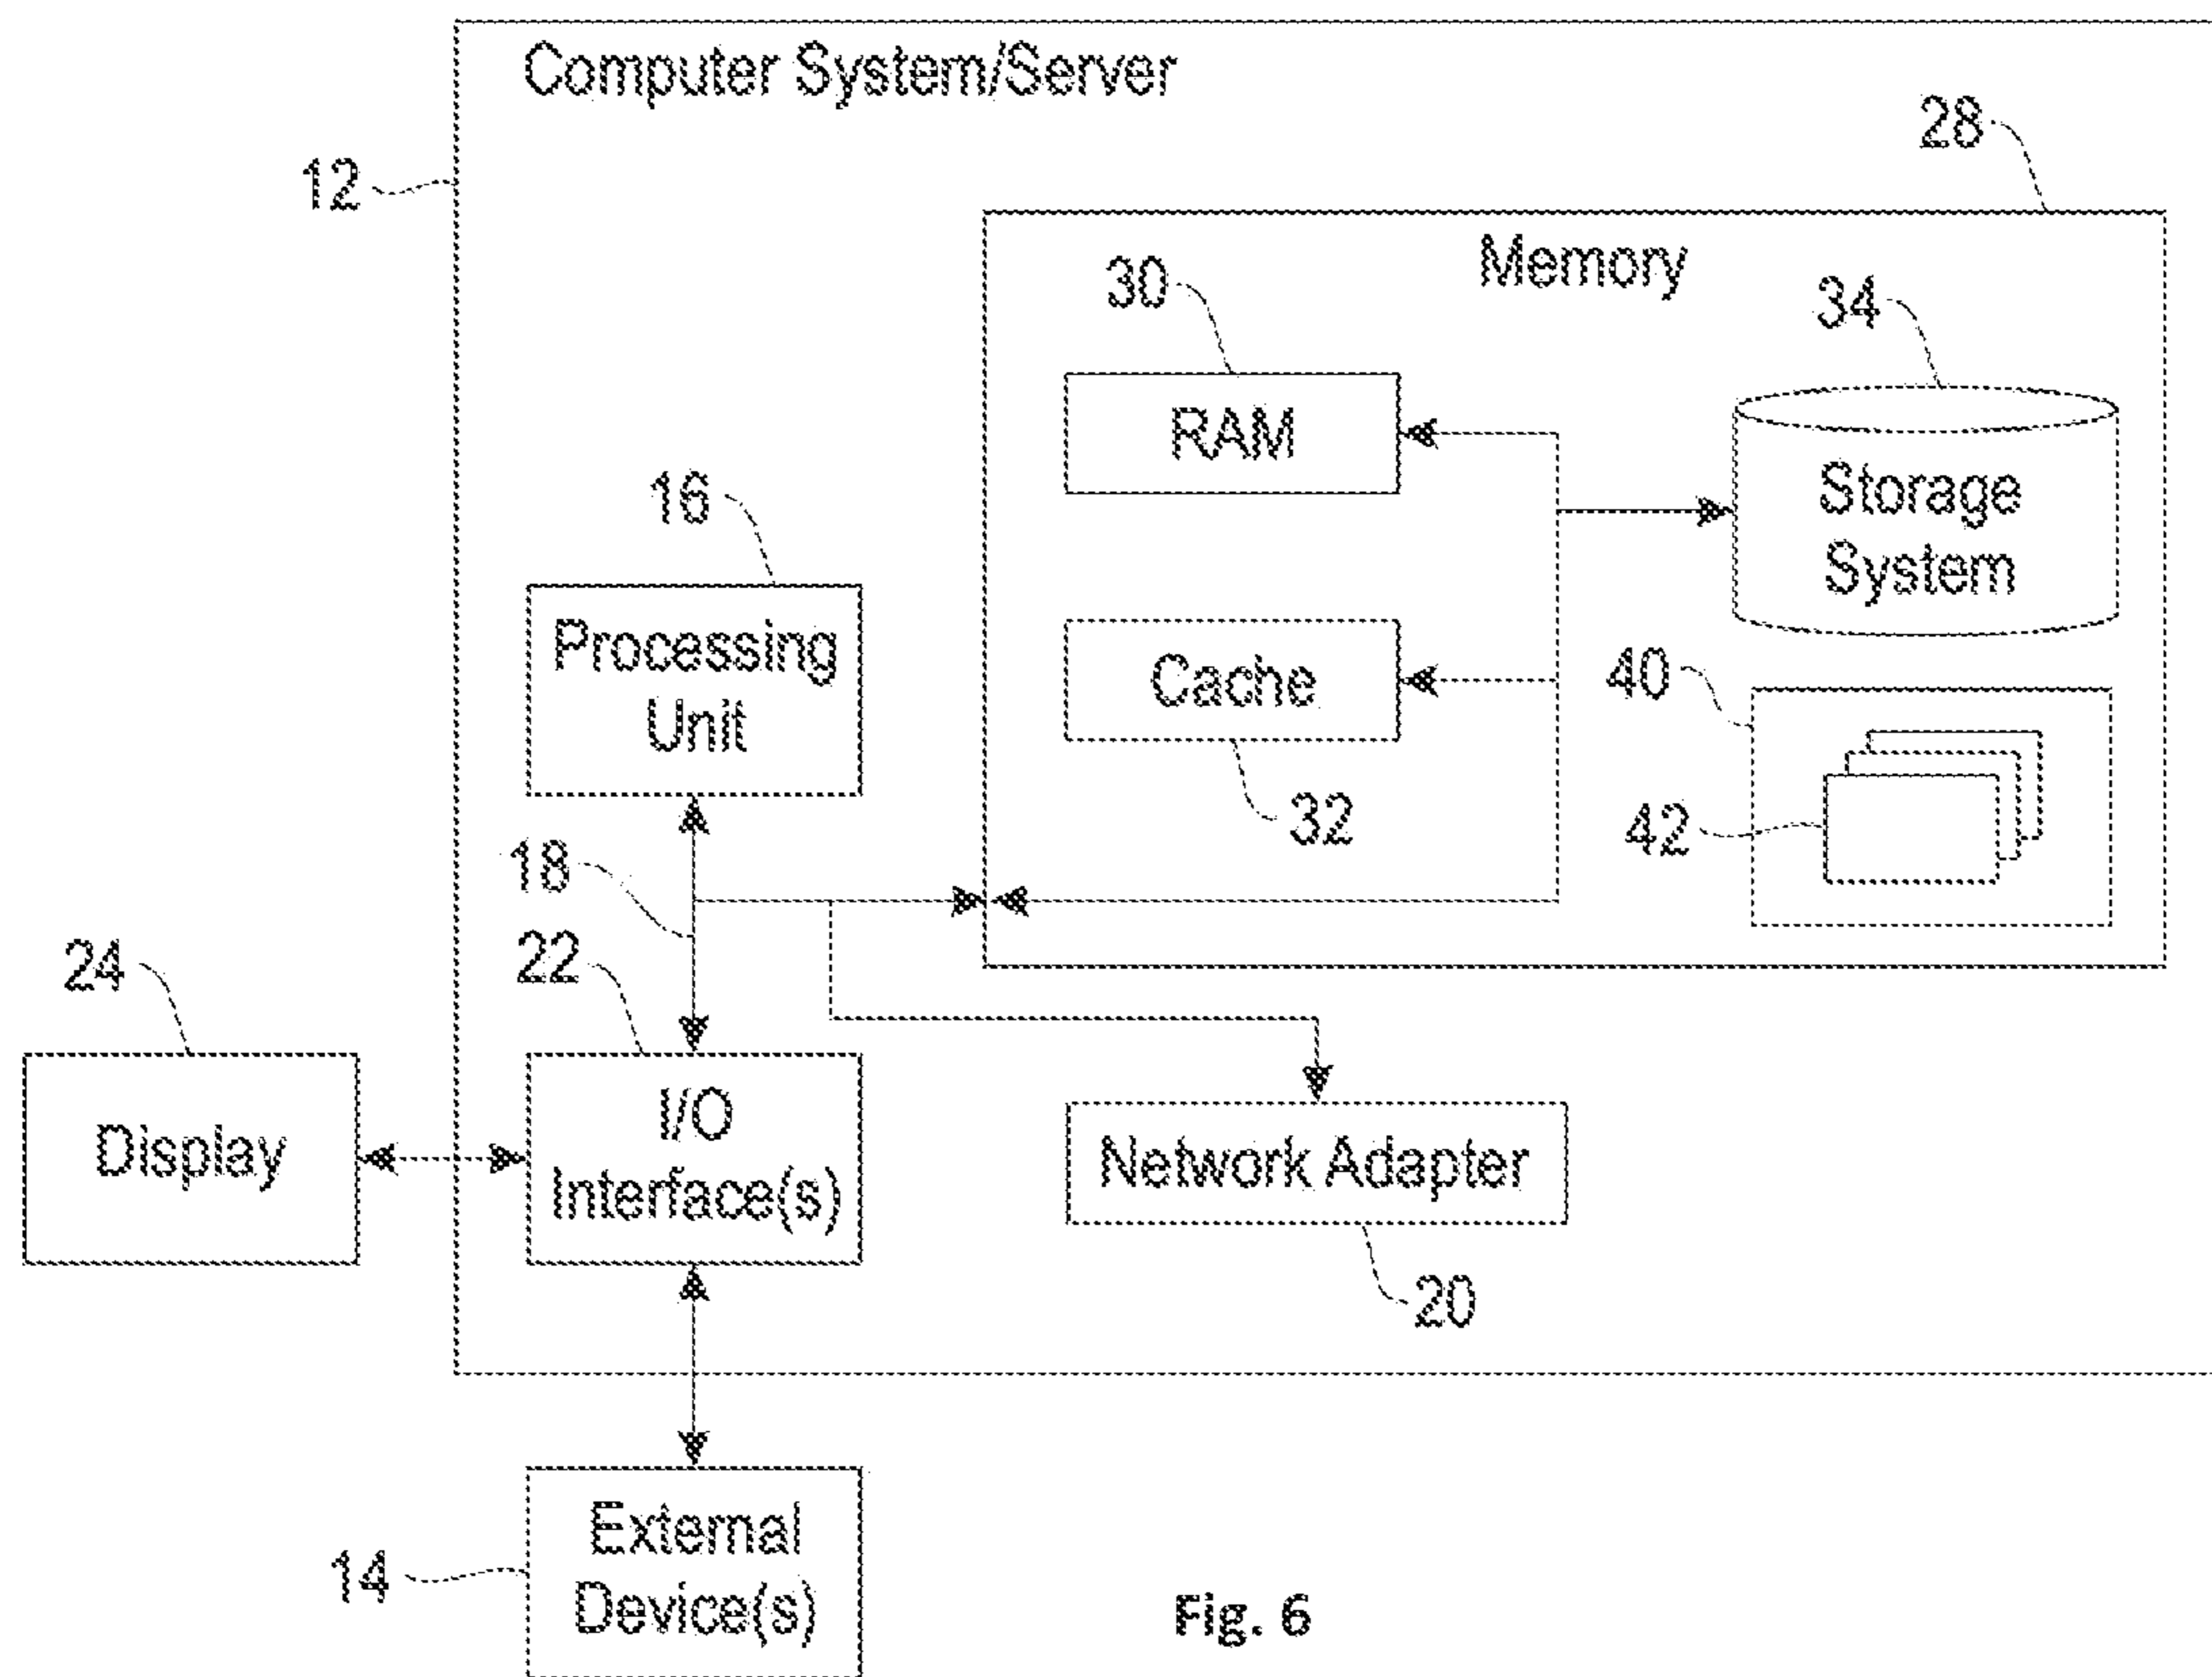 Computer System/Server
28
12
Memory
30
34
RAM
Storage
System
16
Processing
Unit
Cache
40
32
42
18
22
24
Display
I/O
Interface(s)
Network Adapter
20
External
Device(s)
14
Fig. 6